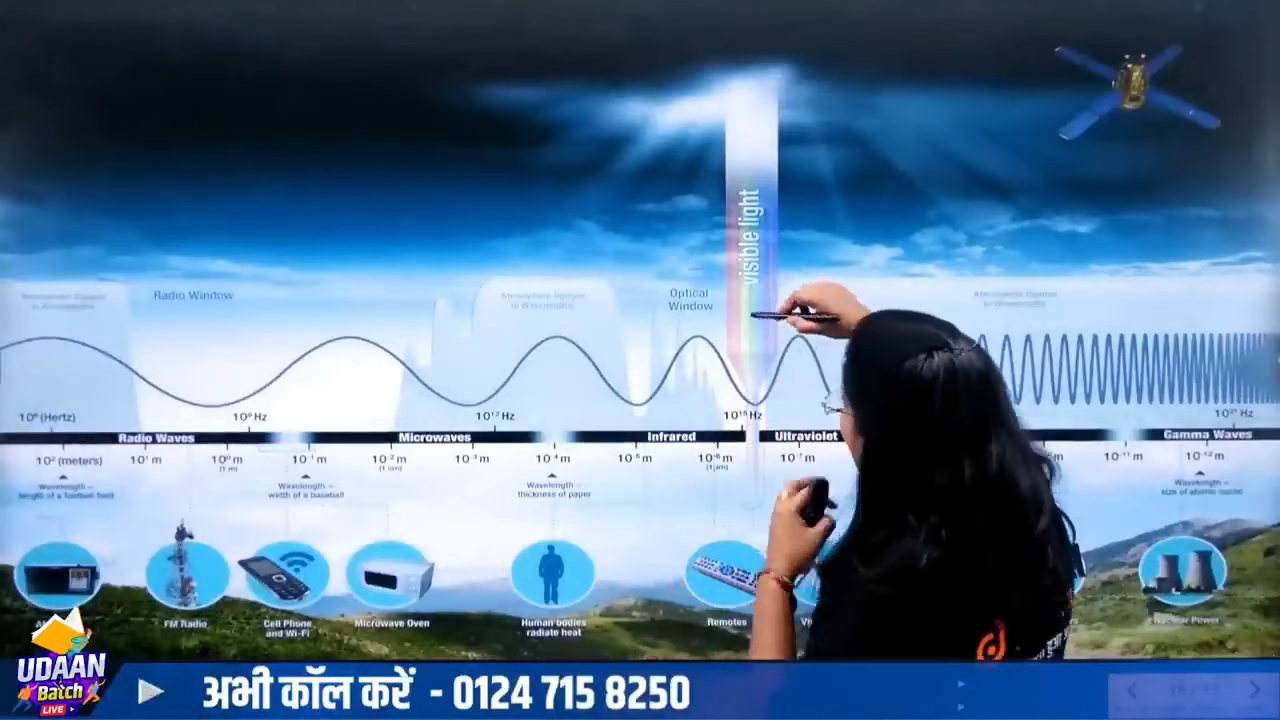 visible light
Radio Window
Atmosphere Opaque
Optical
Window
10⁹ Hz
10¹² Hz
10¹⁵ Hz
10²¹ Hz
Radio Waves
Microwaves
Infrared
Ultraviolet
Gamma Waves
10² (meters)
10¹ m
10⁰ m
10⁻¹ m
10⁻² m
10⁻³ m
10⁻⁴ m
10⁻⁵ m
10⁻⁶ m
10⁻⁷ m
10⁻¹¹ m
10⁻¹² m
Wavelength –
length of a football field
Wavelength –
width of a baseball
Wavelength –
thickness of paper
Wavelength –
size of atomic nuclei
FM Radio
Cell Phone
and Wi-Fi
Microwave Oven
Human bodies
radiate heat
Remotes
Nuclear Power
UDAAN
Batch
LIVE
अभी कॉल करें - 0124 715 8250